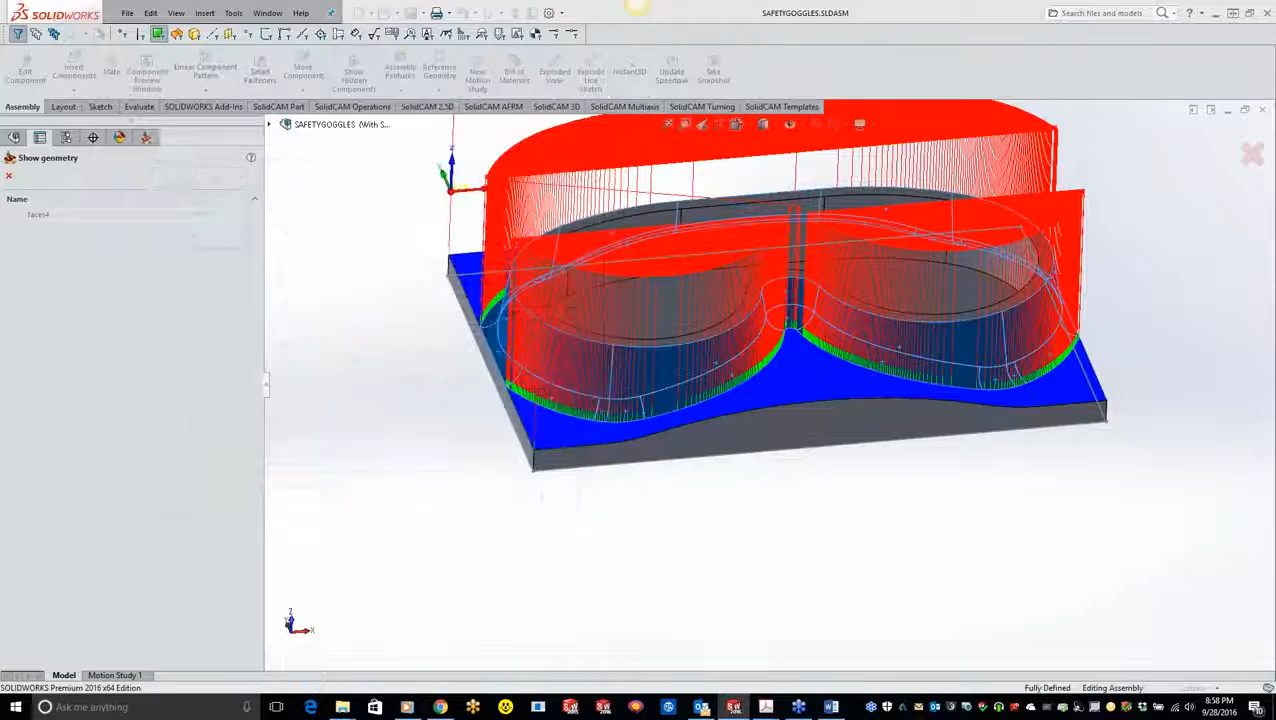 SOLIDWORKS File Edit View Insert Tools Window Help SAFETYGOGGLES.SLDASM Search files and models
Edit Component
Insert Components
Mate
Component Preview Window
Linear Component Pattern
Smart Fasteners
Move Component
Show Hidden Components
Assembly Features
Reference Geometry
New Motion Study
Bill of Materials
Exploded View
Explode Line Sketch
Instant3D
Update Speedpak
Take Snapshot
Assembly Layout Sketch Evaluate SOLIDWORKS Add-Ins SolidCAM Part SolidCAM Operations SolidCAM 2.5D SolidCAM AFRM SolidCAM 3D SolidCAM Multiaxis SolidCAM Turning SolidCAM Templates
SAFETYGOGGLES (With S...
Show geometry
Name
faces4
Z
Z
X
Model Motion Study 1
SOLIDWORKS Premium 2016 x64 Edition Fully Defined Editing Assembly
Ask me anything
8:58 PM
9/28/2016